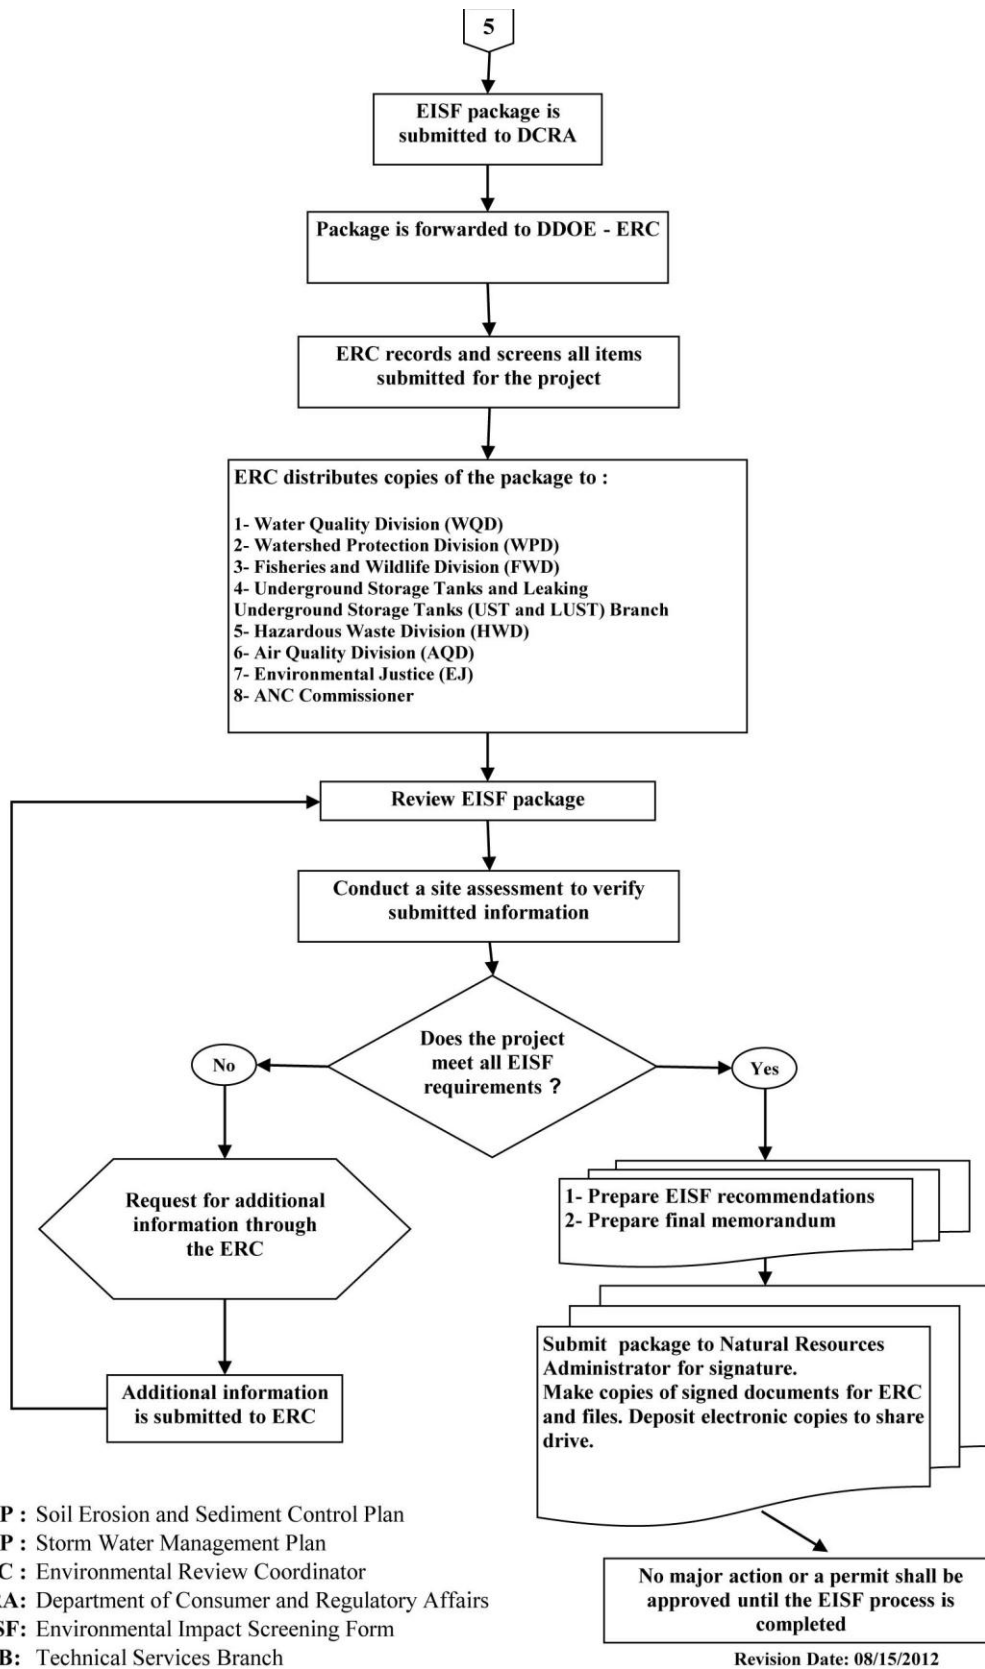 5
EISF package is
submitted to DCRA
Package is forwarded to DDOE - ERC
ERC records and screens all items
submitted for the project
ERC distributes copies of the package to :
1- Water Quality Division (WQD)
2- Watershed Protection Division (WPD)
3- Fisheries and Wildlife Division (FWD)
4- Underground Storage Tanks and Leaking
Underground Storage Tanks (UST and LUST) Branch
5- Hazardous Waste Division (HWD)
6- Air Quality Division (AQD)
7- Environmental Justice (EJ)
8- ANC Commissioner
Review EISF package
Conduct a site assessment to verify
submitted information
Does the project
meet all EISF
requirements ?
No
Yes
Request for additional
information through
the ERC
1- Prepare EISF recommendations
2- Prepare final memorandum
Additional information
is submitted to ERC
Submit package to Natural Resources
Administrator for signature.
Make copies of signed documents for ERC
and files. Deposit electronic copies to share
drive.
P : Soil Erosion and Sediment Control Plan
P : Storm Water Management Plan
C : Environmental Review Coordinator
RA: Department of Consumer and Regulatory Affairs
SF: Environmental Impact Screening Form
B: Technical Services Branch
No major action or a permit shall be
approved until the EISF process is
completed
Revision Date: 08/15/2012